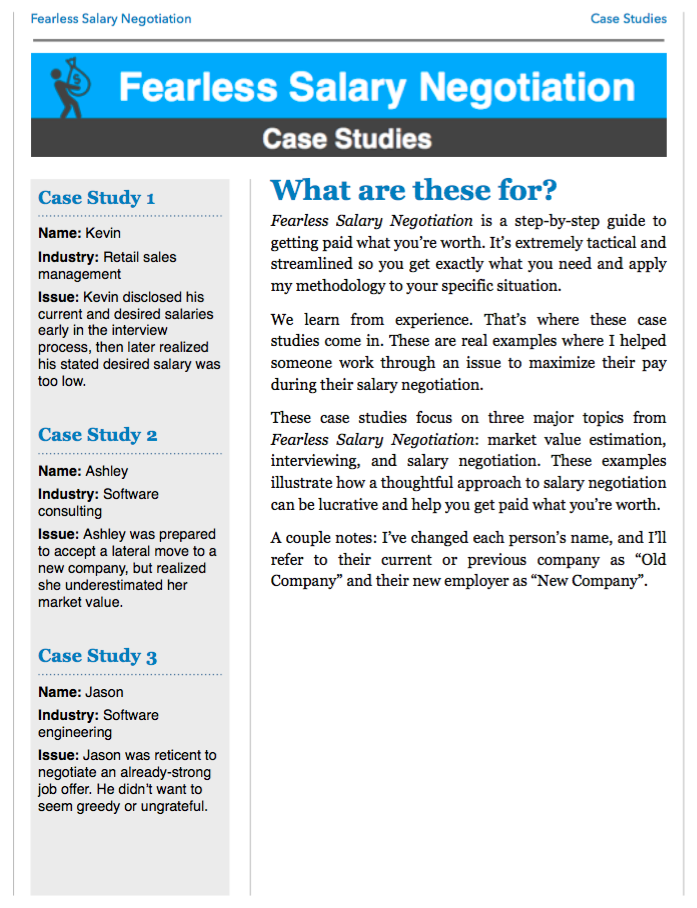 Fearless Salary Negotiation
Case Studies
Fearless Salary Negotiation
Case Studies
Case Study 1
Name: Kevin
Industry: Retail sales
management
Issue: Kevin disclosed his
current and desired salaries
early in the interview
process, then later realized
his stated desired salary was
too low.
Case Study 2
Name: Ashley
Industry: Software
consulting
Issue: Ashley was prepared
to accept a lateral move to a
new company, but realized
she underestimated her
market value.
Case Study 3
Name: Jason
Industry: Software
engineering
Issue: Jason was reticent to
negotiate an already-strong
job offer. He didn’t want to
seem greedy or ungrateful.
What are these for?
Fearless Salary Negotiation is a step-by-step guide to
getting paid what you’re worth. It’s extremely tactical and
streamlined so you get exactly what you need and apply
my methodology to your specific situation.
We learn from experience. That’s where these case
studies come in. These are real examples where I helped
someone work through an issue to maximize their pay
during their salary negotiation.
These case studies focus on three major topics from
Fearless Salary Negotiation: market value estimation,
interviewing, and salary negotiation. These examples
illustrate how a thoughtful approach to salary negotiation
can be lucrative and help you get paid what you’re worth.
A couple notes: I’ve changed each person’s name, and I’ll
refer to their current or previous company as “Old
Company” and their new employer as “New Company”.